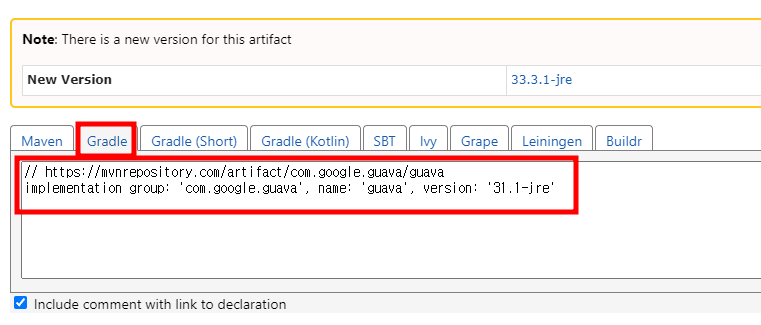 Note: There is a new version for this artifact
New Version 33.3.1-jre
Maven Gradle Gradle (Short) Gradle (Kotlin) SBT Ivy Grape Leiningen Buildr
// https://mvnrepository.com/artifact/com.google.guava/guava
implementation group: 'com.google.guava', name: 'guava', version: '31.1-jre'
Include comment with link to declaration